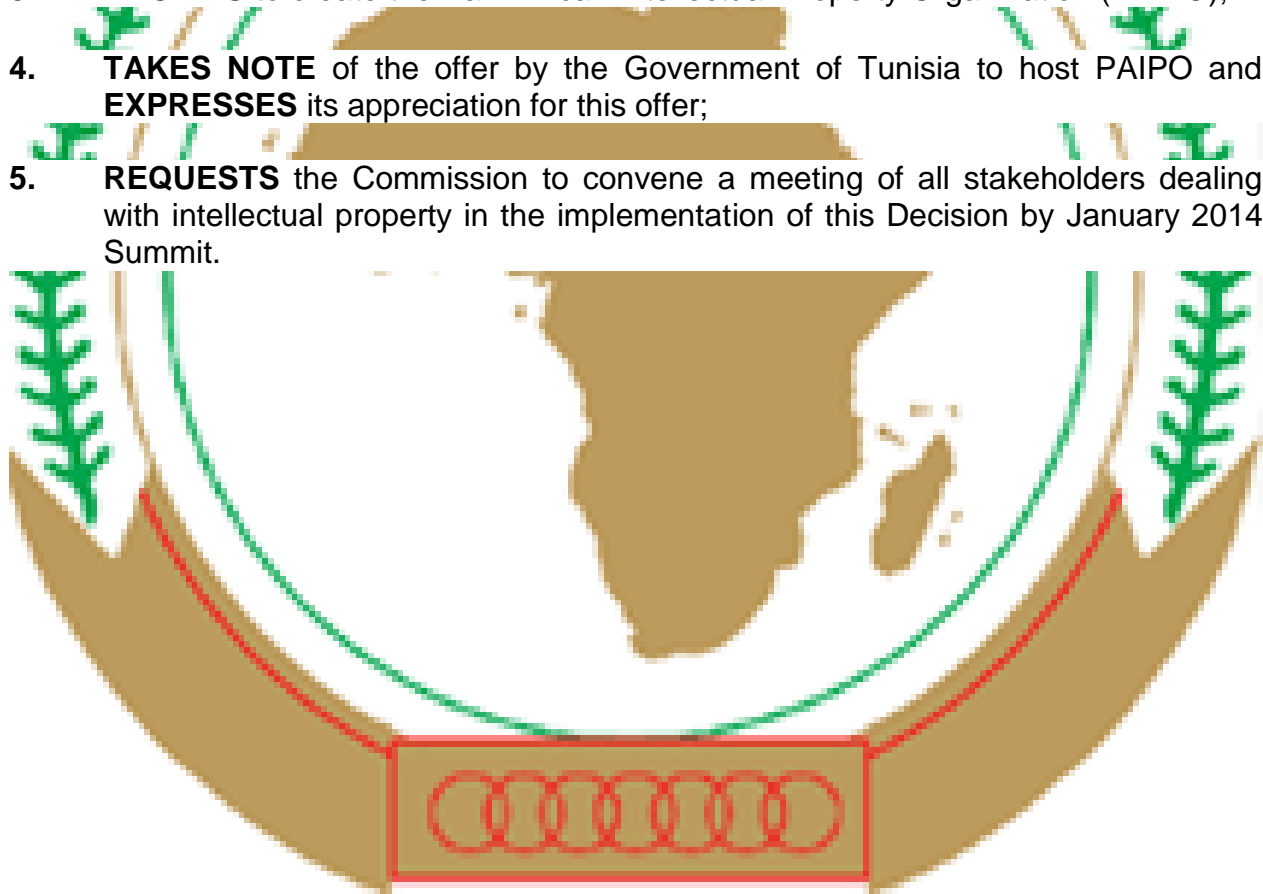 Property
4. TAKES NOTE of the offer by the Government of Tunisia to host PAIPO and
EXPRESSES its appreciation for this offer;
5. REQUESTS the Commission to convene a meeting of all stakeholders dealing
with intellectual property in the implementation of this Decision by January 2014
Summit.